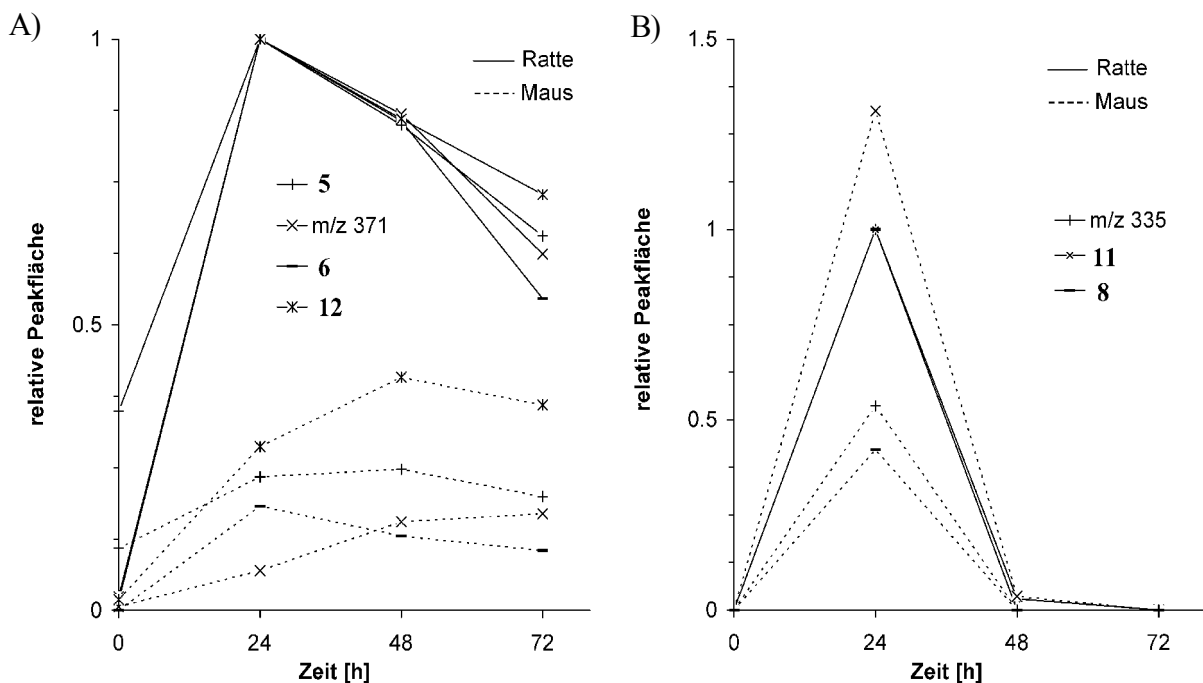 A)
1
Ratte
Maus
5
m/z 371
6
12
0.5
0
relative Peakfläche
0
24
48
72
Zeit [h]
B)
1.5
Ratte
Maus
1
m/z 335
11
8
0.5
0
relative Peakfläche
0
24
48
72
Zeit [h]